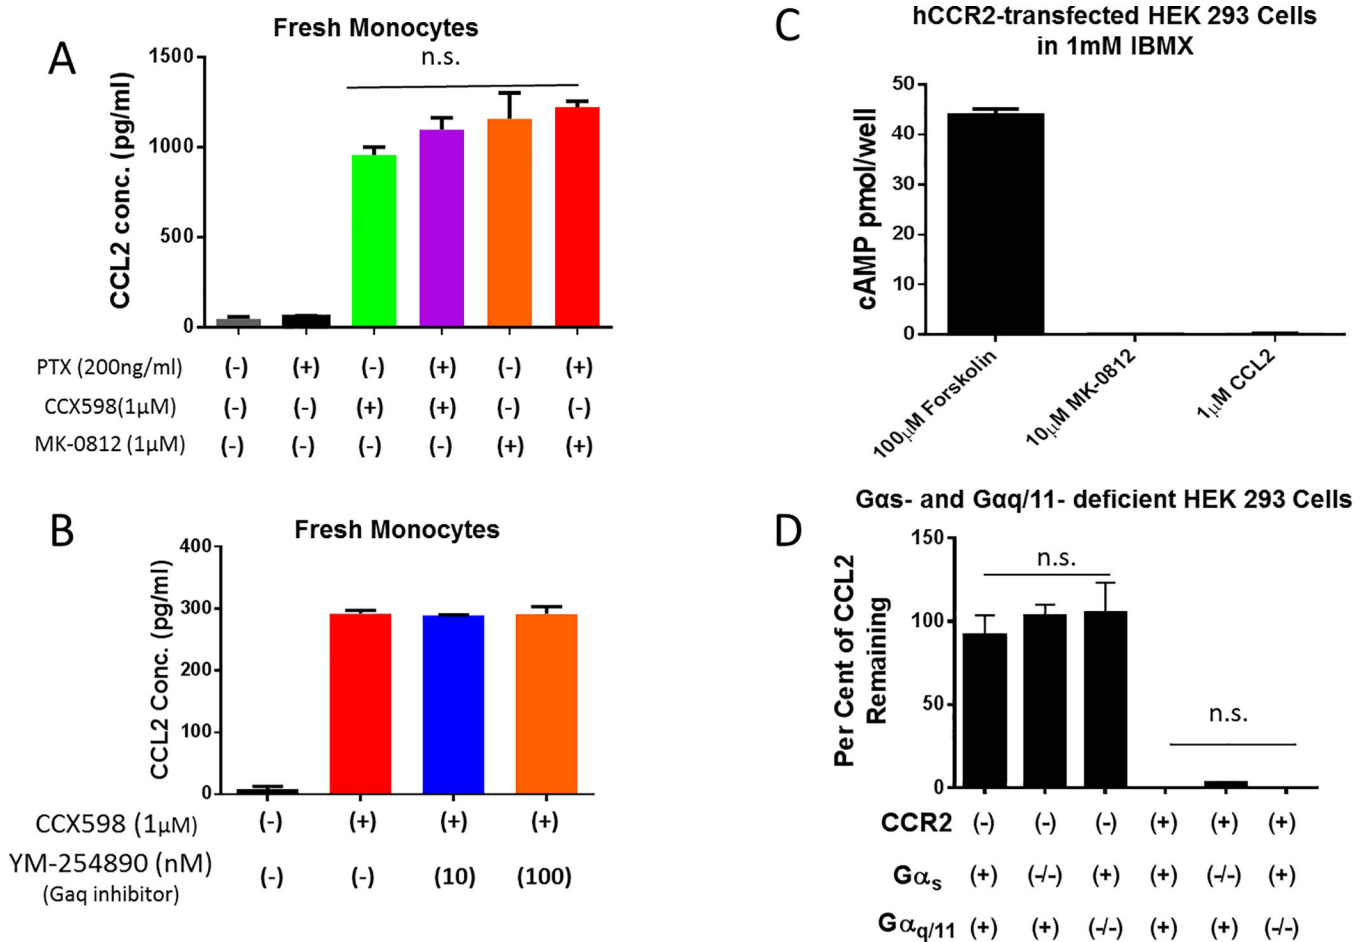 A
Fresh Monocytes
n.s.
CCL2 conc. (pg/ml)
1500
1000
500
0
PTX (200ng/ml) (-) (+) (-) (+) (-) (+)
CCX598(1µM) (-) (-) (+) (+) (-) (-)
MK-0812 (1µM) (-) (-) (-) (-) (+) (+)
B
Fresh Monocytes
CCL2 Conc. (pg/ml)
400
300
200
100
0
CCX598 (1µM) (-) (+) (+) (+)
YM-254890 (nM) (-) (-) (10) (100)
(Gaq inhibitor)
C
hCCR2-transfected HEK 293 Cells
in 1mM IBMX
cAMP pmol/well
50
40
30
20
10
0
100µM Forskolin
10µM MK-0812
1µM CCL2
D
Gαs- and Gαq/11- deficient HEK 293 Cells
Per Cent of CCL2
Remaining
150
100
50
0
n.s.
n.s.
CCR2 (-) (-) (-) (+) (+) (+)
Gαs (+) (-/-) (+) (+) (-/-) (+)
Gαq/11 (+) (+) (-/-) (+) (+) (-/-)